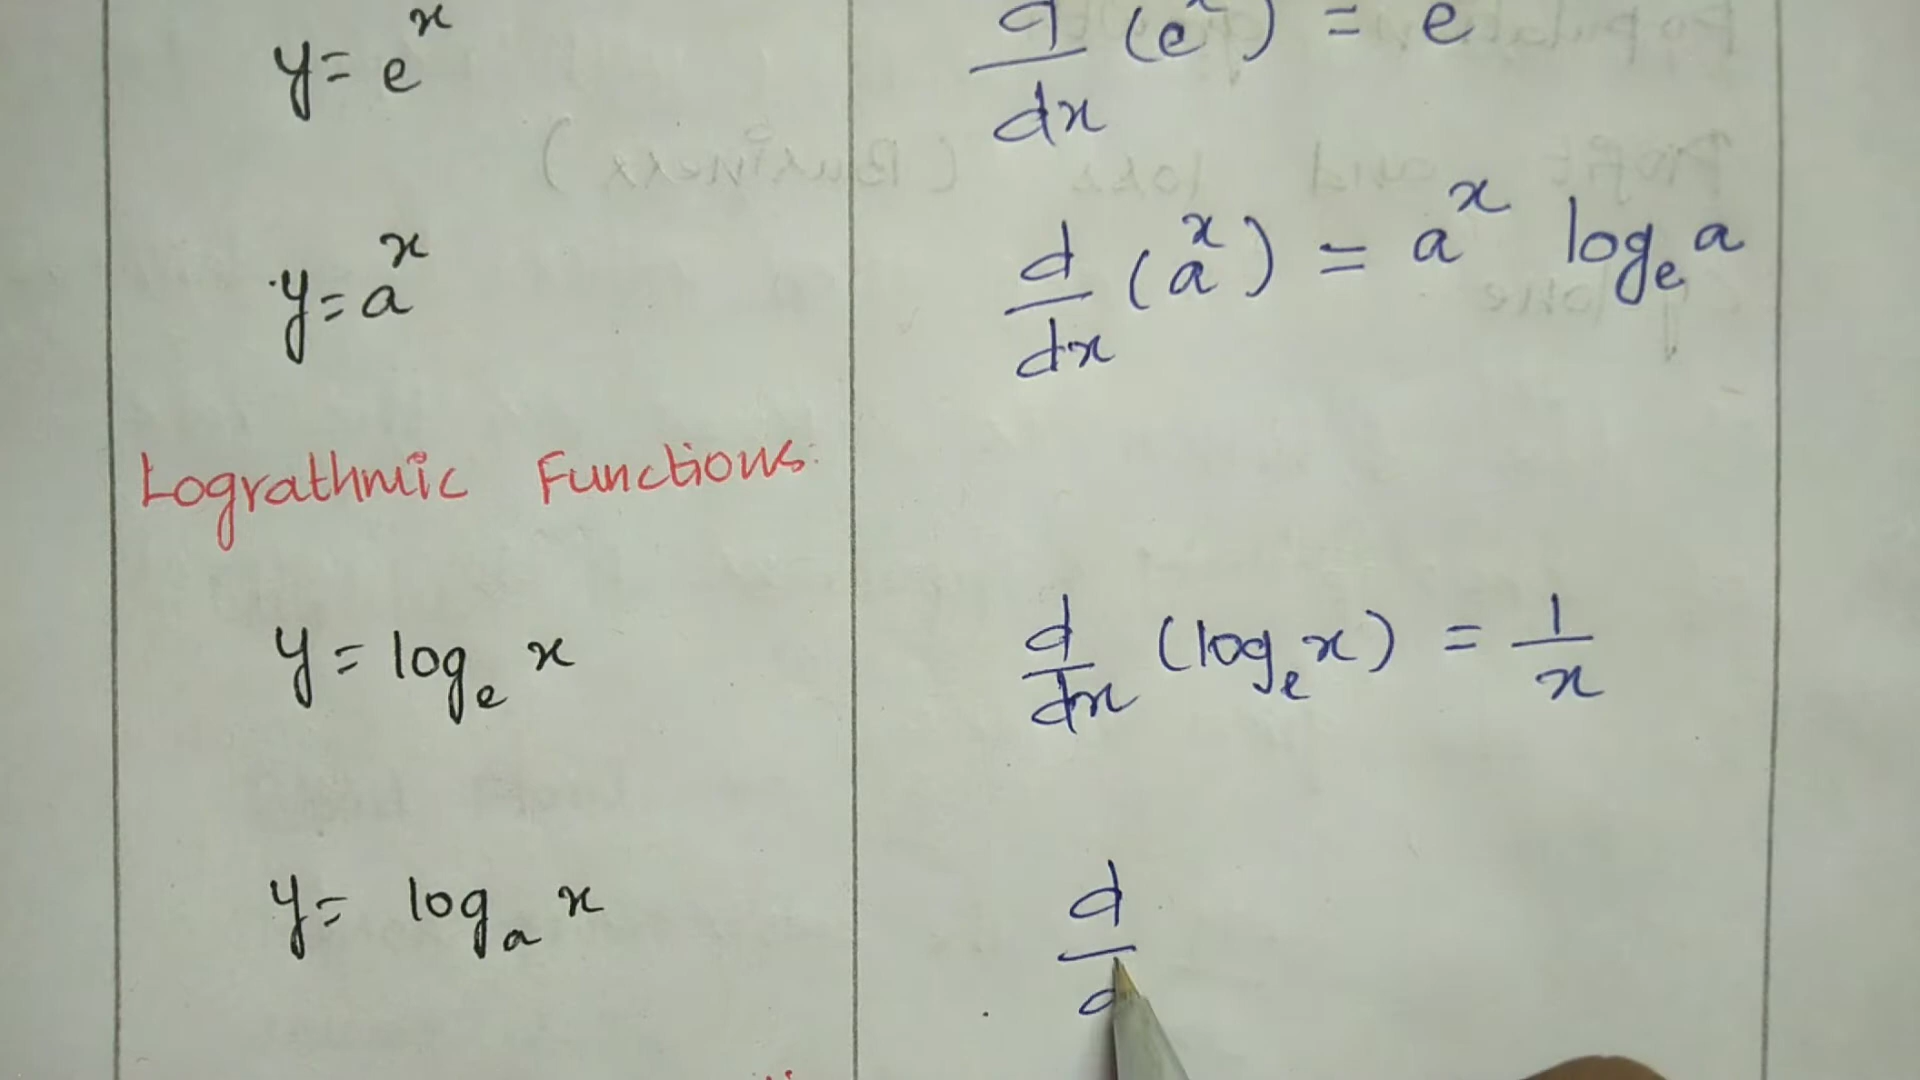 y = e^x
d/dx (e^x) = e
y = a^x
d/dx (a^x) = a^x log_e a
Lograthmic Functions:
y = log_e x
d/dx (log_e x) = 1/x
y = log_a x
d